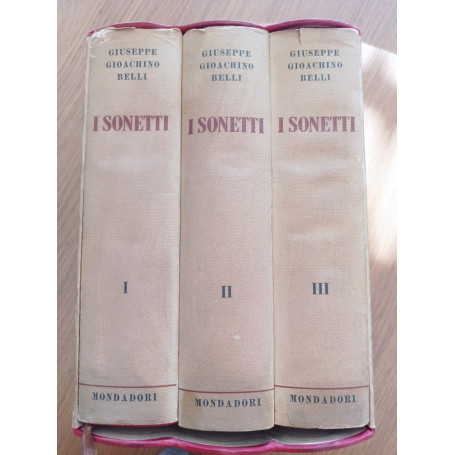 GIUSEPPE
GIOACHINO
BELLI
I SONETTI
I
MONDADORI
GIUSEPPE
GIOACHINO
BELLI
I SONETTI
II
MONDADORI
GIUSEPPE
GIOACHINO
BELLI
I SONETTI
III
MONDADORI